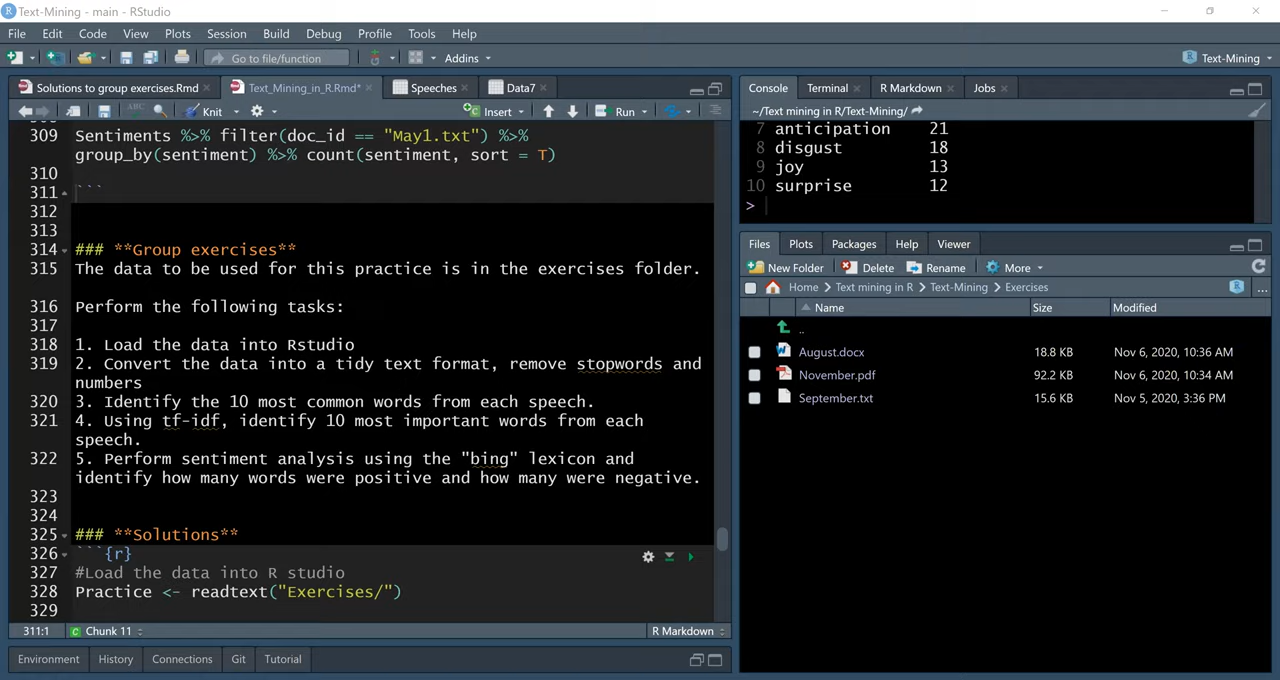 Text-Mining - main - RStudio
File Edit Code View Plots Session Build Debug Profile Tools Help
Go to file/function Addins Text-Mining
Solutions to group exercises.Rmd Text_Mining_in_R.Rmd* Speeches Data7
Knit Insert Run
309 Sentiments %>% filter(doc_id == "May1.txt") %>%
group_by(sentiment) %>% count(sentiment, sort = T)
310
311 ```
312
313
314 ### **Group exercises**
315 The data to be used for this practice is in the exercises folder.
316 Perform the following tasks:
317
318 1. Load the data into Rstudio
319 2. Convert the data into a tidy text format, remove stopwords and
numbers
320 3. Identify the 10 most common words from each speech.
321 4. Using tf-idf, identify 10 most important words from each
speech.
322 5. Perform sentiment analysis using the "bing" lexicon and
identify how many words were positive and how many were negative.
323
324
325 ### **Solutions**
326 ```{r}
327 #Load the data into R studio
328 Practice <- readtext("Exercises/")
329
311:1 Chunk 11 R Markdown
Environment History Connections Git Tutorial
Console Terminal R Markdown Jobs
~/Text mining in R/Text-Mining/
7 anticipation 21
8 disgust 18
9 joy 13
10 surprise 12
>
Files Plots Packages Help Viewer
New Folder Delete Rename More
Home Text mining in R Text-Mining Exercises ...
Name Size Modified
..
August.docx 18.8 KB Nov 6, 2020, 10:36 AM
November.pdf 92.2 KB Nov 6, 2020, 10:34 AM
September.txt 15.6 KB Nov 5, 2020, 3:36 PM